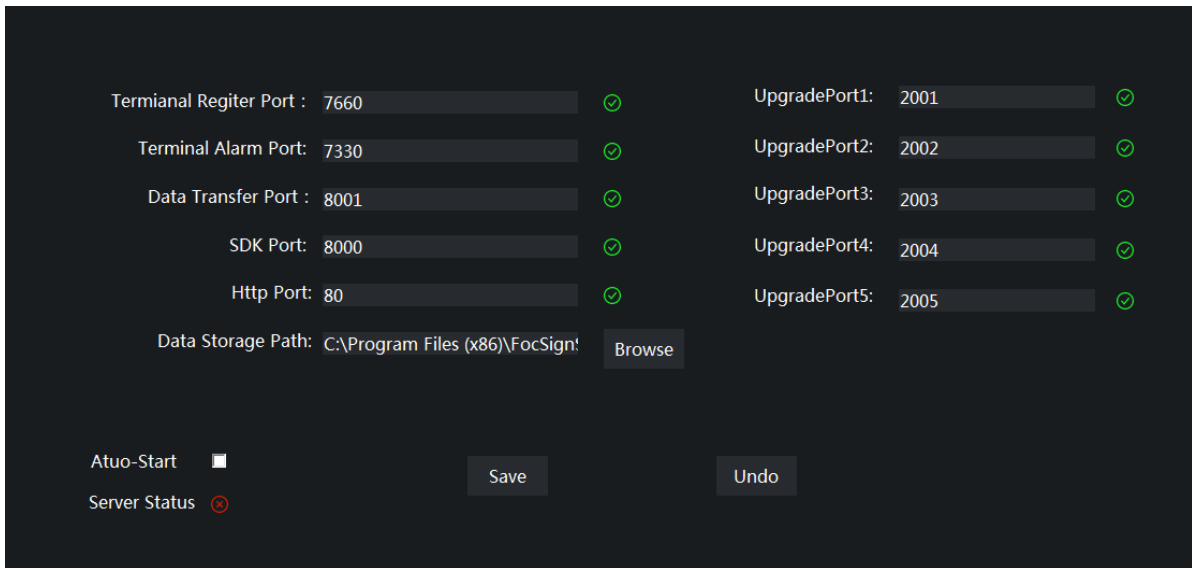 Termianal Regiter Port : 7660
Terminal Alarm Port: 7330
Data Transfer Port : 8001
SDK Port: 8000
Http Port: 80
Data Storage Path: C:\Program Files (x86)\FocSign Browse
UpgradePort1: 2001
UpgradePort2: 2002
UpgradePort3: 2003
UpgradePort4: 2004
UpgradePort5: 2005
Atuo-Start
Save
Undo
Server Status